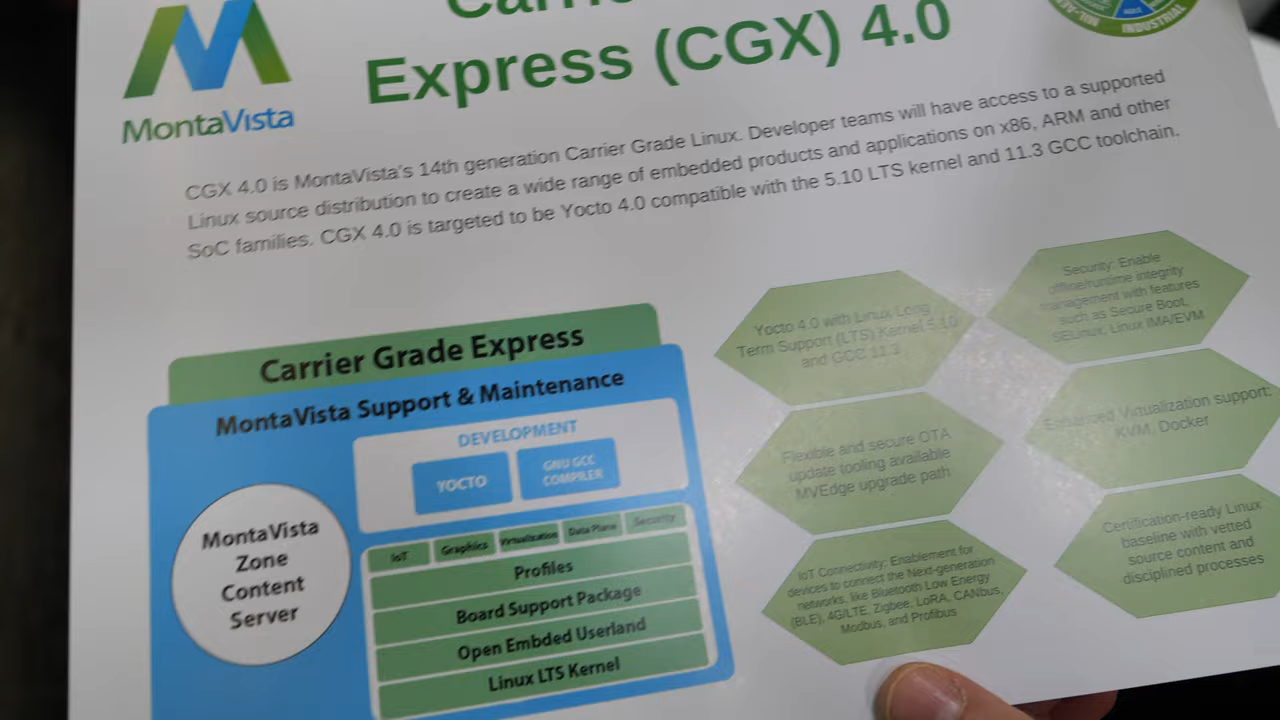 Carrier
Express (CGX) 4.0
MontaVista
INDUSTRIAL
MIL-AE
CGX 4.0 is MontaVista's 14th generation Carrier Grade Linux. Developer teams will have access to a supported
Linux source distribution to create a wide range of embedded products and applications on x86, ARM and other
SoC families. CGX 4.0 is targeted to be Yocto 4.0 compatible with the 5.10 LTS kernel and 11.3 GCC toolchain.
Carrier Grade Express
MontaVista Support & Maintenance
DEVELOPMENT
YOCTO
GNU GCC
COMPILER
MontaVista
Zone
Content
Server
IoT
Graphics
Virtualization
Data Plane
Security
Profiles
Board Support Package
Open Embded Userland
Linux LTS Kernel
Yocto 4.0 with Linux Long
Term Support (LTS) Kernel 5.10
and GCC 11.3
Security: Enable
offline/runtime integrity
management with features
such as Secure Boot,
SELinux, Linux IMA/EVM
Flexible and secure OTA
update tooling available
MVEdge upgrade path
Enhanced Virtualization support:
KVM, Docker
IoT Connectivity: Enablement for
devices to connect the Next-generation
networks, like Bluetooth Low Energy
(BLE), 4G/LTE, Zigbee, LoRA, CANbus,
Modbus, and Profibus
Certification-ready Linux
baseline with vetted
source content and
disciplined processes